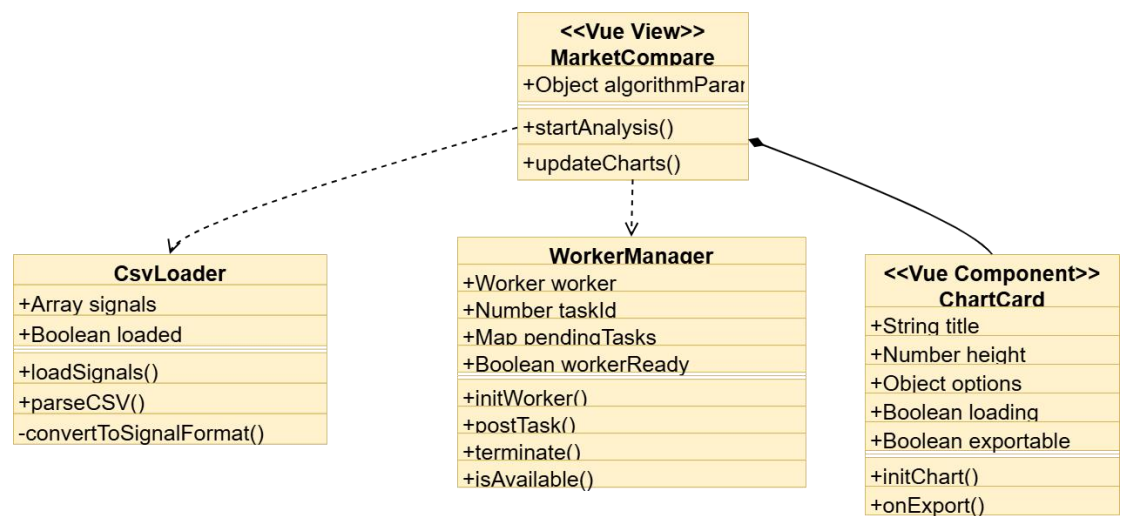 <<Vue View>>
MarketCompare
+Object algorithmParar
+startAnalysis()
+updateCharts()
CsvLoader
+Array signals
+Boolean loaded
+loadSignals()
+parseCSV()
-convertToSignalFormat()
WorkerManager
+Worker worker
+Number taskId
+Map pendingTasks
+Boolean workerReady
+initWorker()
+postTask()
+terminate()
+isAvailable()
<<Vue Component>>
ChartCard
+String title
+Number height
+Object options
+Boolean loading
+Boolean exportable
+initChart()
+onExport()